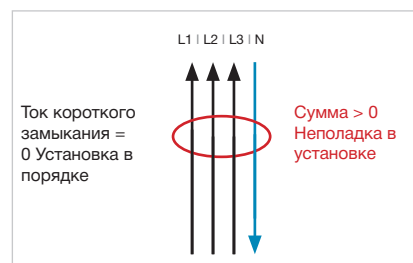 L1 | L2 | L3 | N
Ток короткого
замыкания =
0 Установка в
порядке
Сумма > 0
Неполадка в
установке